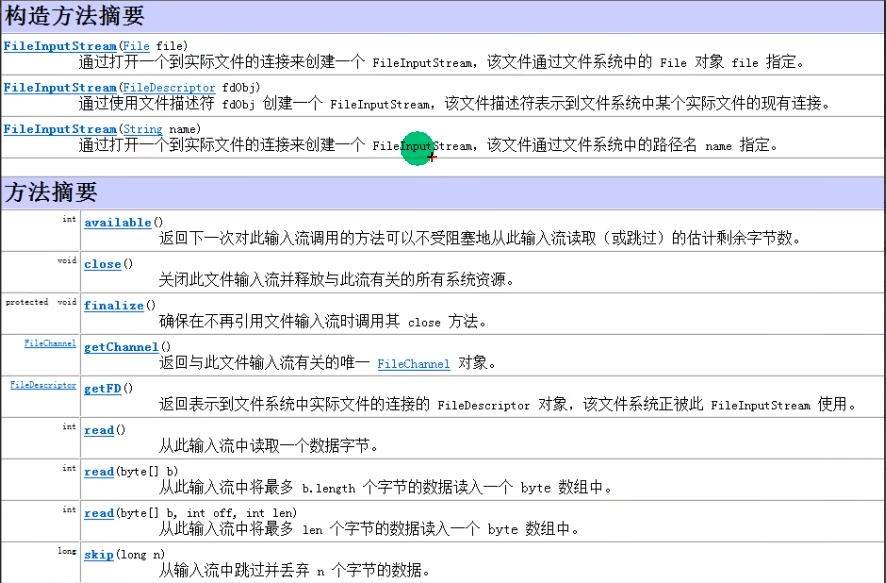 构造方法摘要
FileInputStream(File file)
通过打开一个到实际文件的连接来创建一个 FileInputStream，该文件通过文件系统中的 File 对象 file 指定。
FileInputStream(FileDescriptor fdObj)
通过使用文件描述符 fdObj 创建一个 FileInputStream，该文件描述符表示到文件系统中某个实际文件的现有连接。
FileInputStream(String name)
通过打开一个到实际文件的连接来创建一个 FileInputStream，该文件通过文件系统中的路径名 name 指定。
方法摘要
int available()
返回下一次对此输入流调用的方法可以不受阻塞地从此输入流读取（或跳过）的估计剩余字节数。
void close()
关闭此文件输入流并释放与此流有关的所有系统资源。
protected void finalize()
确保在不再引用文件输入流时调用其 close 方法。
FileChannel getChannel()
返回与此文件输入流有关的唯一 FileChannel 对象。
FileDescriptor getFD()
返回表示到文件系统中实际文件的连接的 FileDescriptor 对象，该文件系统正被此 FileInputStream 使用。
int read()
从此输入流中读取一个数据字节。
int read(byte[] b)
从此输入流中将最多 b.length 个字节的数据读入一个 byte 数组中。
int read(byte[] b, int off, int len)
从此输入流中将最多 len 个字节的数据读入一个 byte 数组中。
long skip(long n)
从输入流中跳过并丢弃 n 个字节的数据。